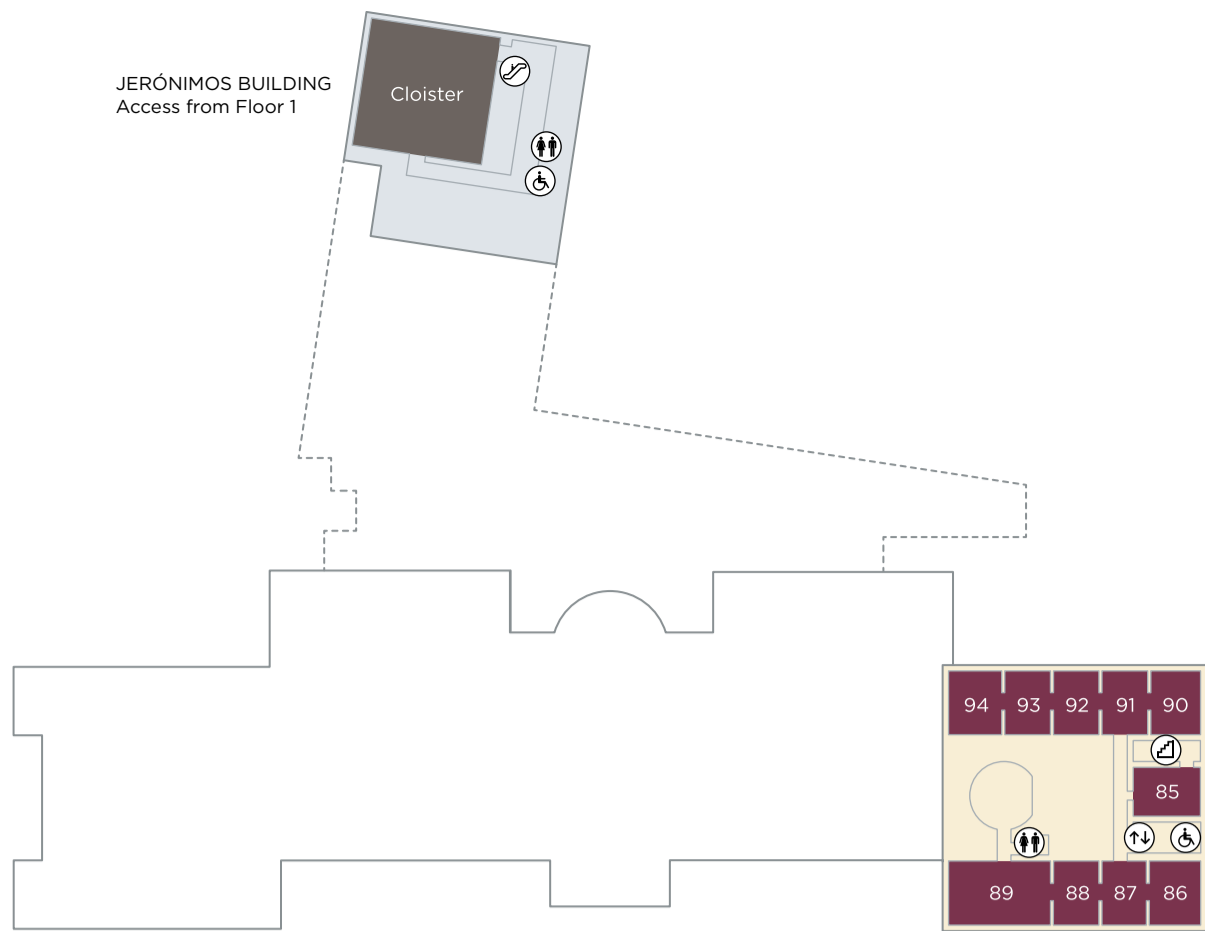 JERÓNIMOS BUILDING
Access from Floor 1
Cloister
94 93 92 91 90
85
89 88 87 86